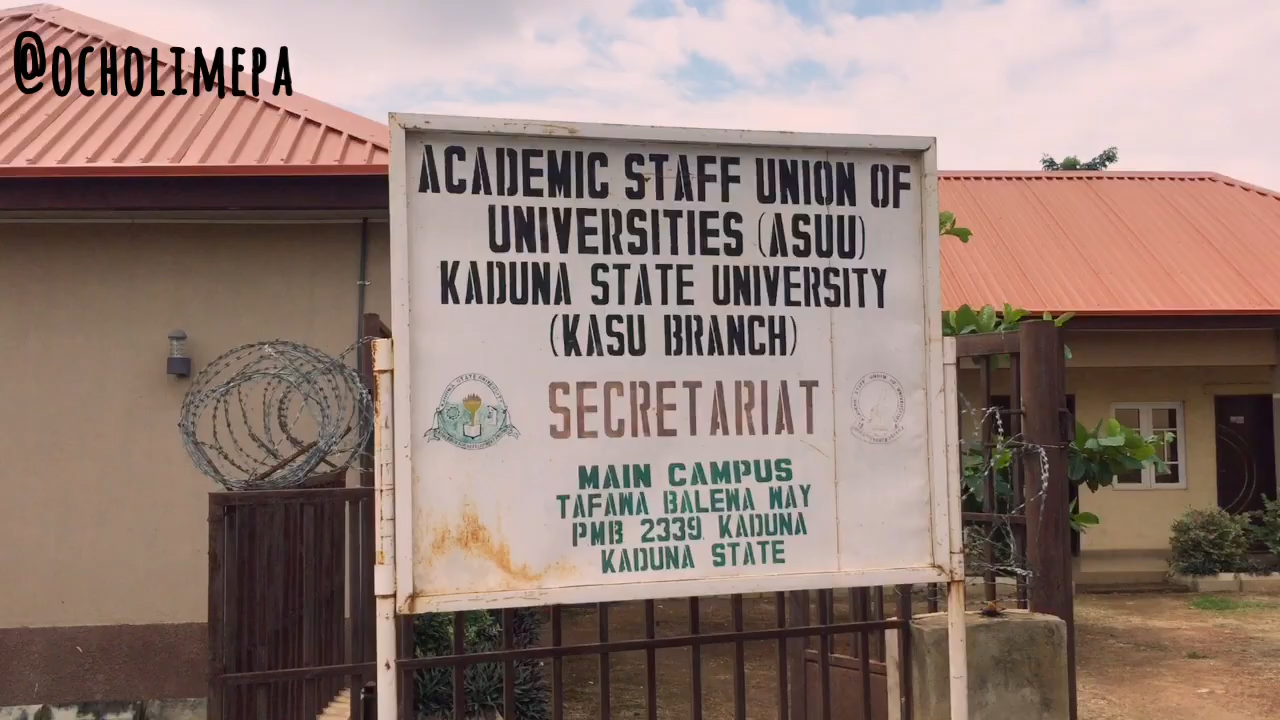 @OCHOLIMEPA
ACADEMIC STAFF UNION OF
UNIVERSITIES (ASUU)
KADUNA STATE UNIVERSITY
(KASU BRANCH)
SECRETARIAT
MAIN CAMPUS
TAFAWA BALEWA WAY
PMB 2339 KADUNA
KADUNA STATE